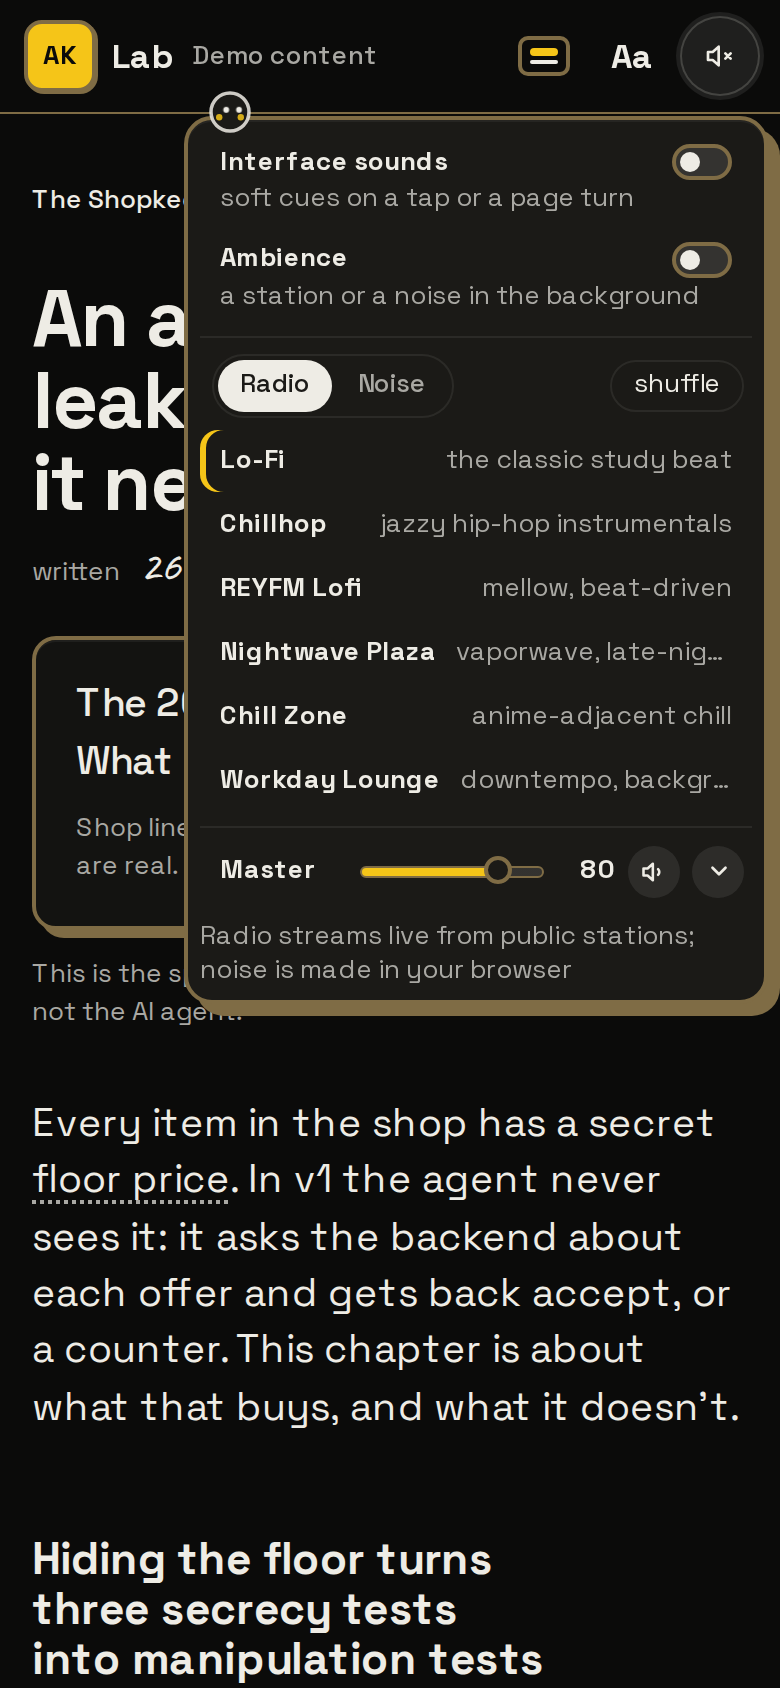 AK Lab Demo content Aa
The Shopke
Interface sounds
soft cues on a tap or a page turn
Ambience
a station or a noise in the background
Radio Noise shuffle
Lo-Fi the classic study beat
Chillhop jazzy hip-hop instrumentals
REYFM Lofi mellow, beat-driven
Nightwave Plaza vaporwave, late-nig…
Chill Zone anime-adjacent chill
Workday Lounge downtempo, backgr…
Master 80
Radio streams live from public stations;
noise is made in your browser
An a
leak
it ne
written 26
The 2
What
Shop line
are real.
This is the s
not the AI agent.
Every item in the shop has a secret
floor price. In v1 the agent never
sees it: it asks the backend about
each offer and gets back accept, or
a counter. This chapter is about
what that buys, and what it doesn’t.
Hiding the floor turns
three secrecy tests
into manipulation tests